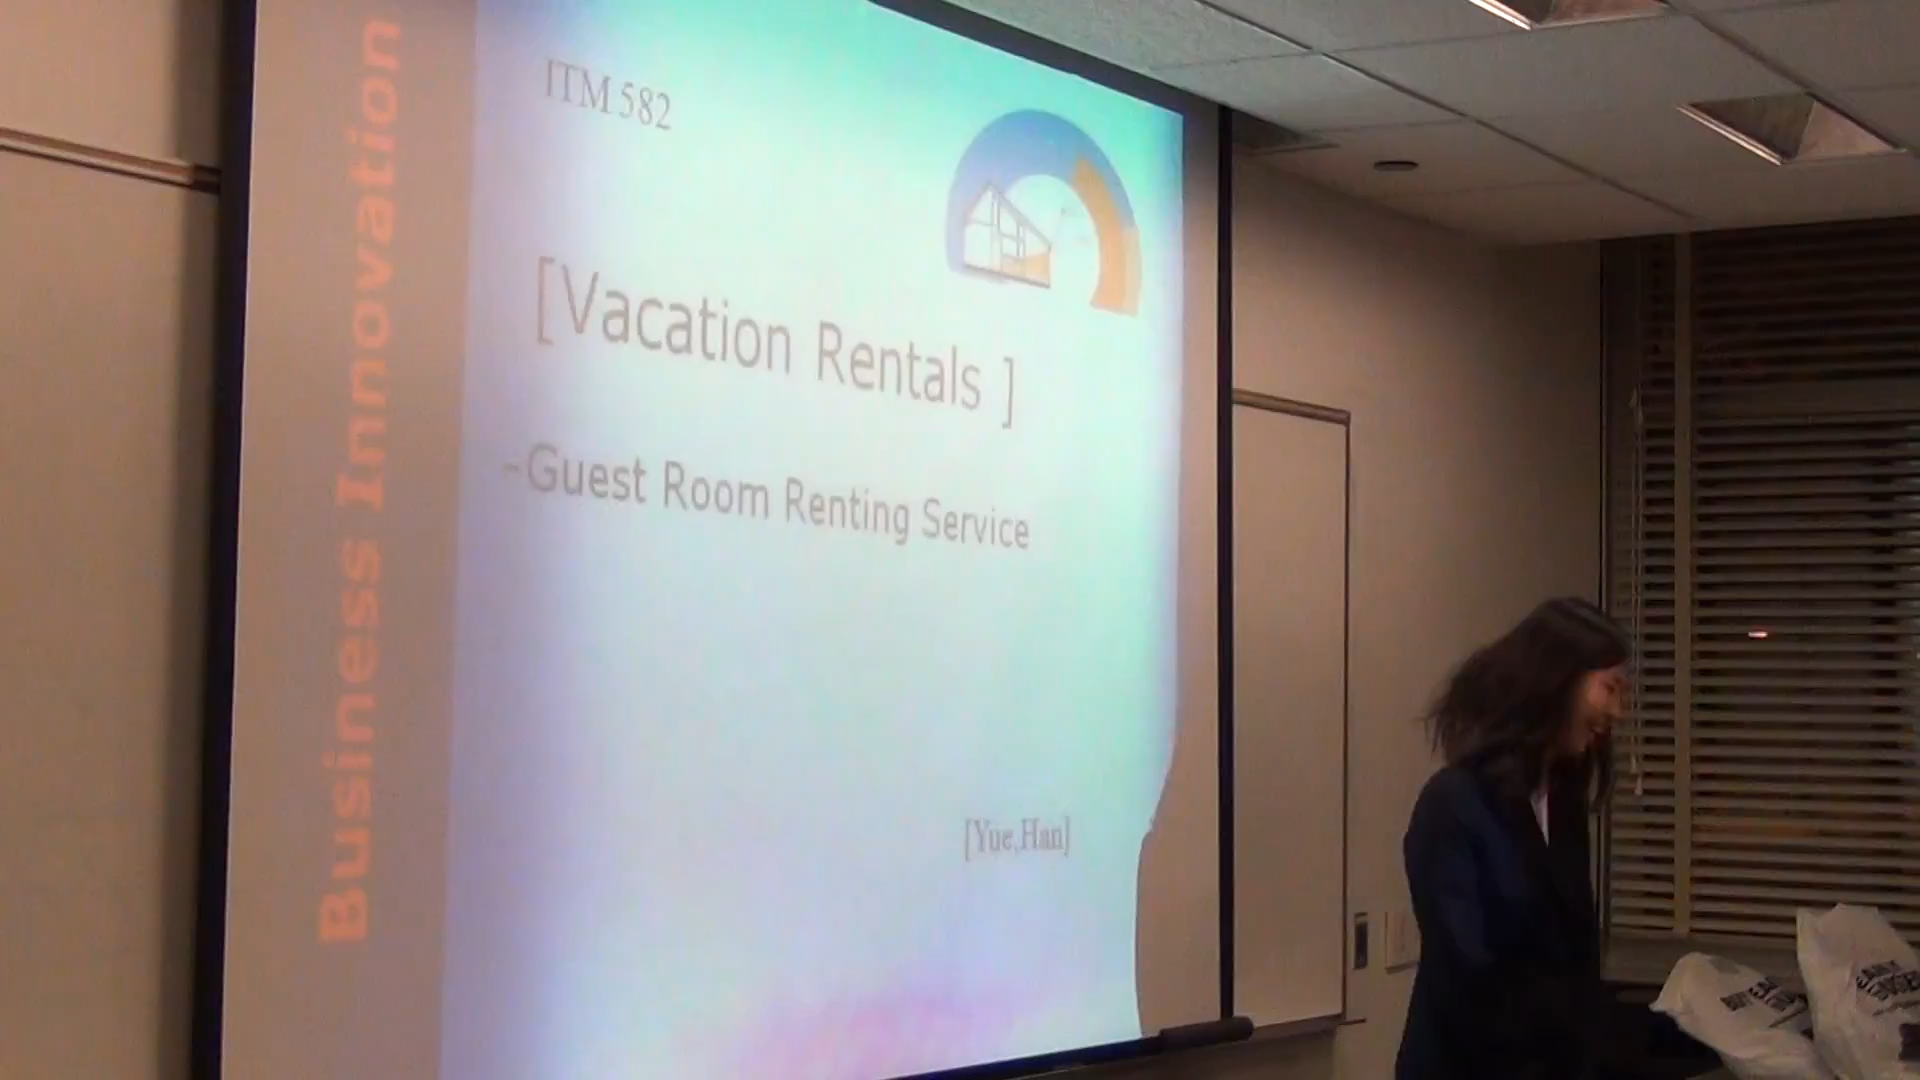 Business Innovation
ITM 582
[Vacation Rentals ]
-Guest Room Renting Service
[Yue,Han]